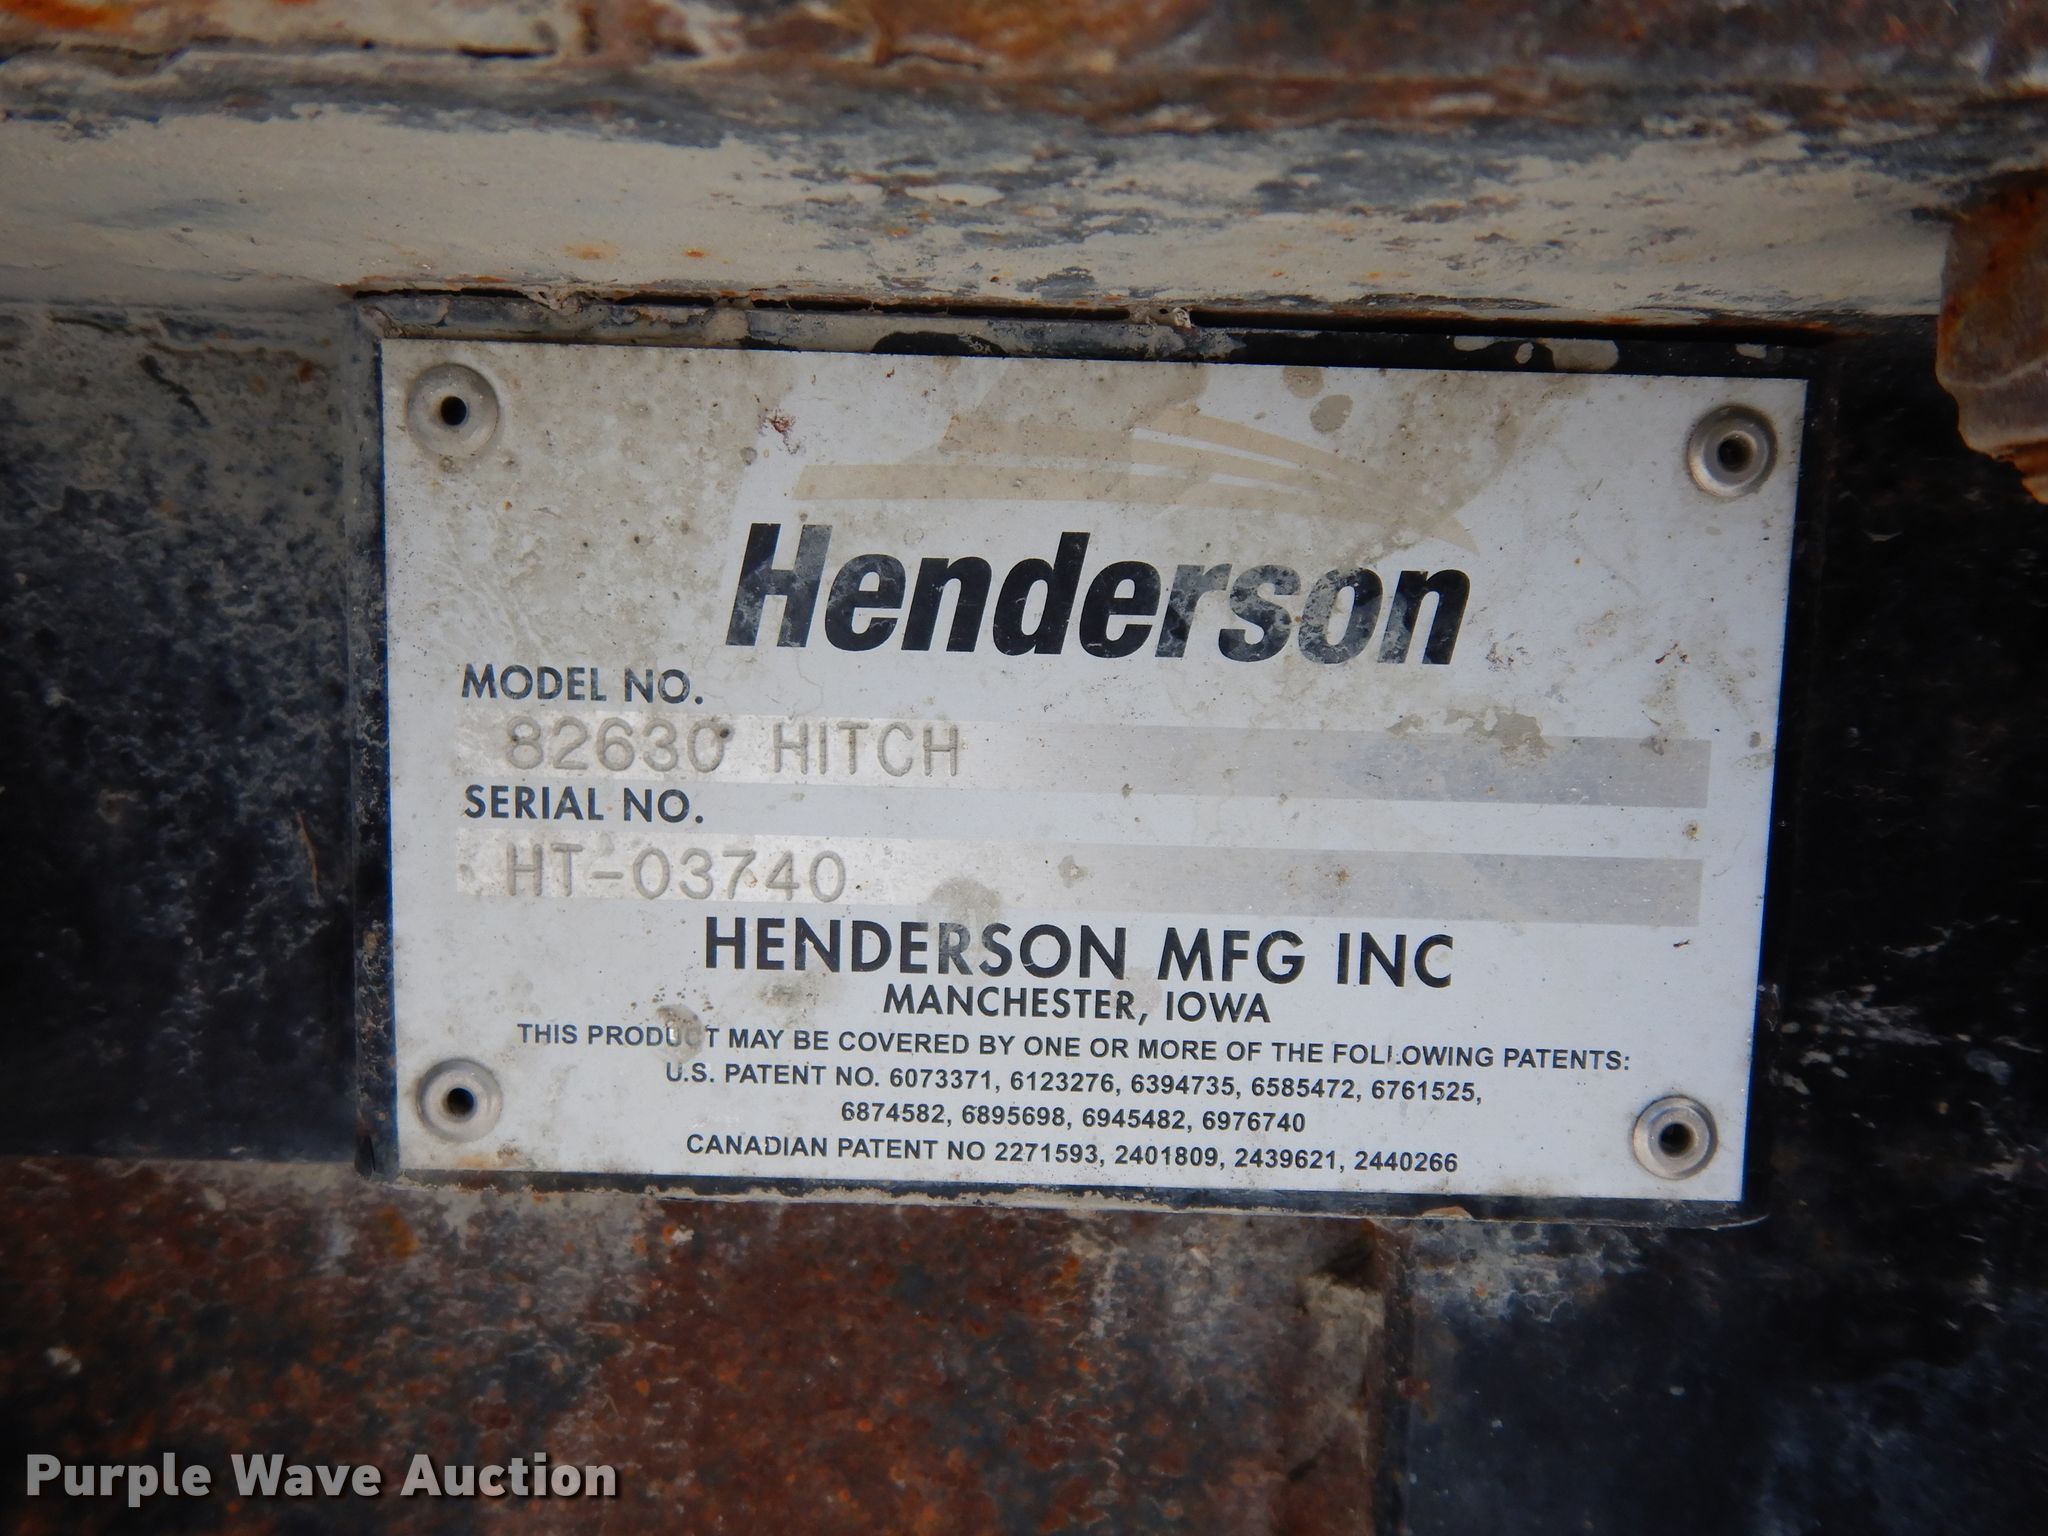 Henderson
MODEL NO.
82630 HITCH
SERIAL NO.
HT-03740
HENDERSON MFG INC
MANCHESTER, IOWA
THIS PRODUCT MAY BE COVERED BY ONE OR MORE OF THE FOLLOWING PATENTS:
U.S. PATENT NO. 6073371, 6123276, 6394735, 6585472, 6761525,
6874582, 6895698, 6945482, 6976740
CANADIAN PATENT NO 2271593, 2401809, 2439621, 2440266
Purple Wave Auction